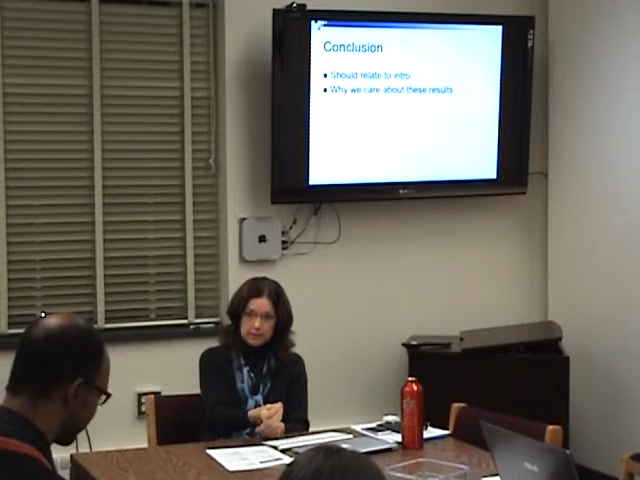 Conclusion
Should relate to intro
Why we care about these results